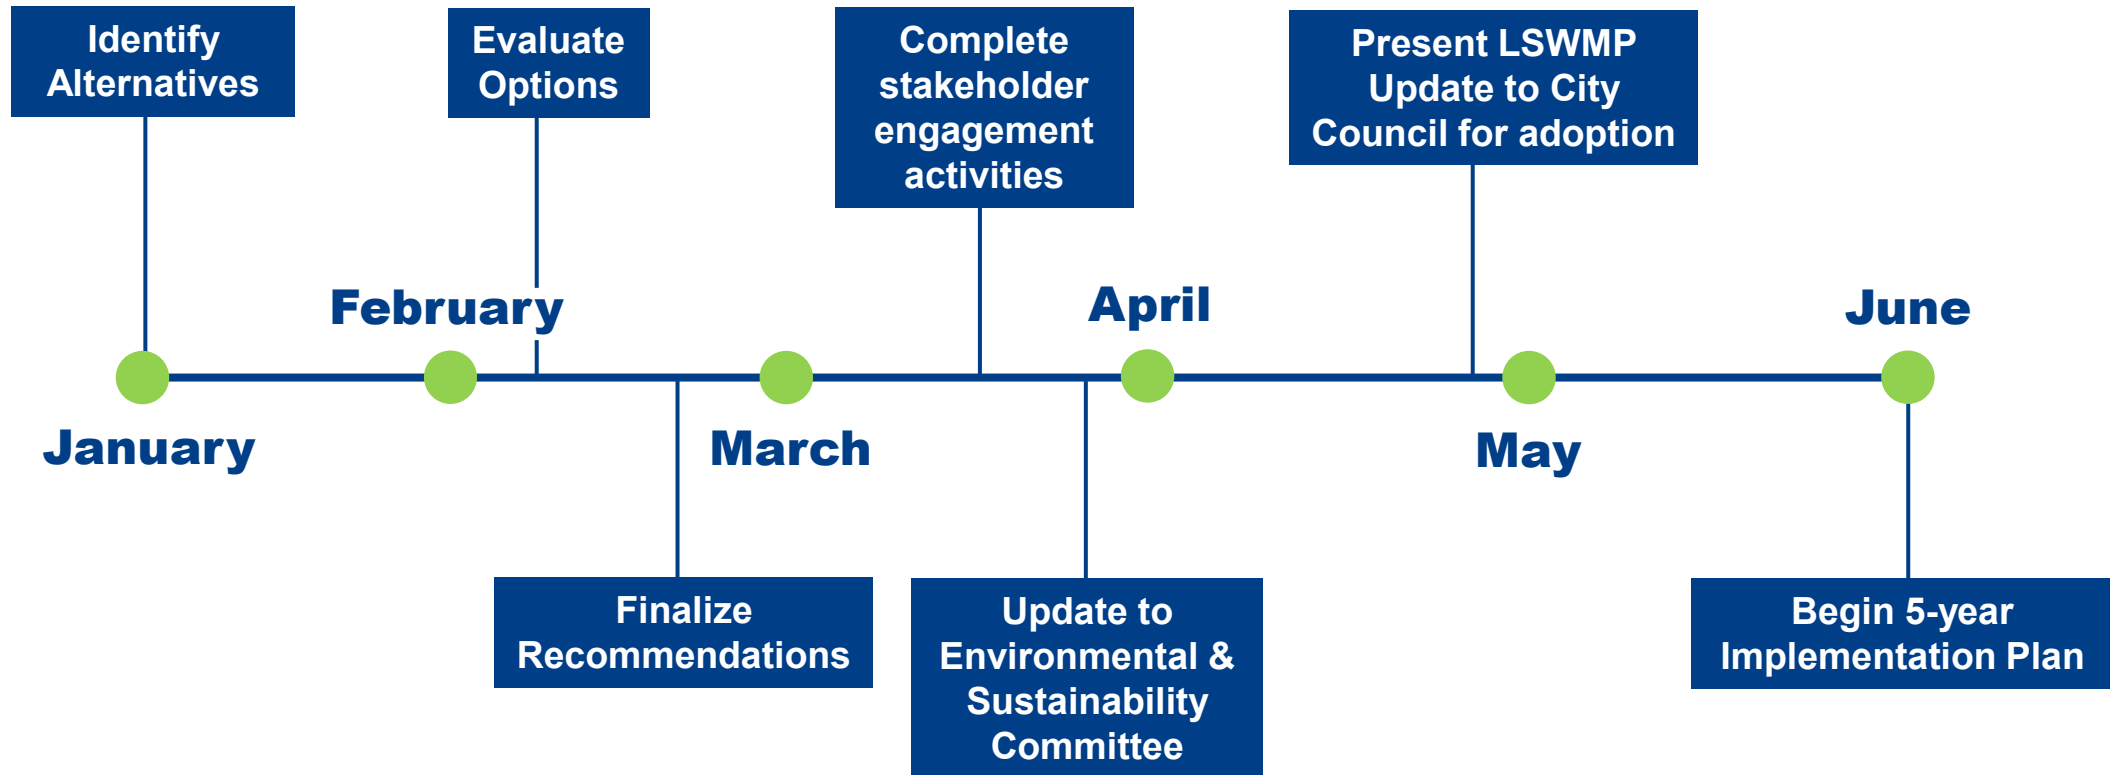 Identify
Alternatives
Evaluate
Options
Complete
stakeholder
engagement
activities
Present LSWMP
Update to City
Council for adoption
February
April
June
January
March
May
Finalize
Recommendations
Update to
Environmental &
Sustainability
Committee
Begin 5-year
Implementation Plan